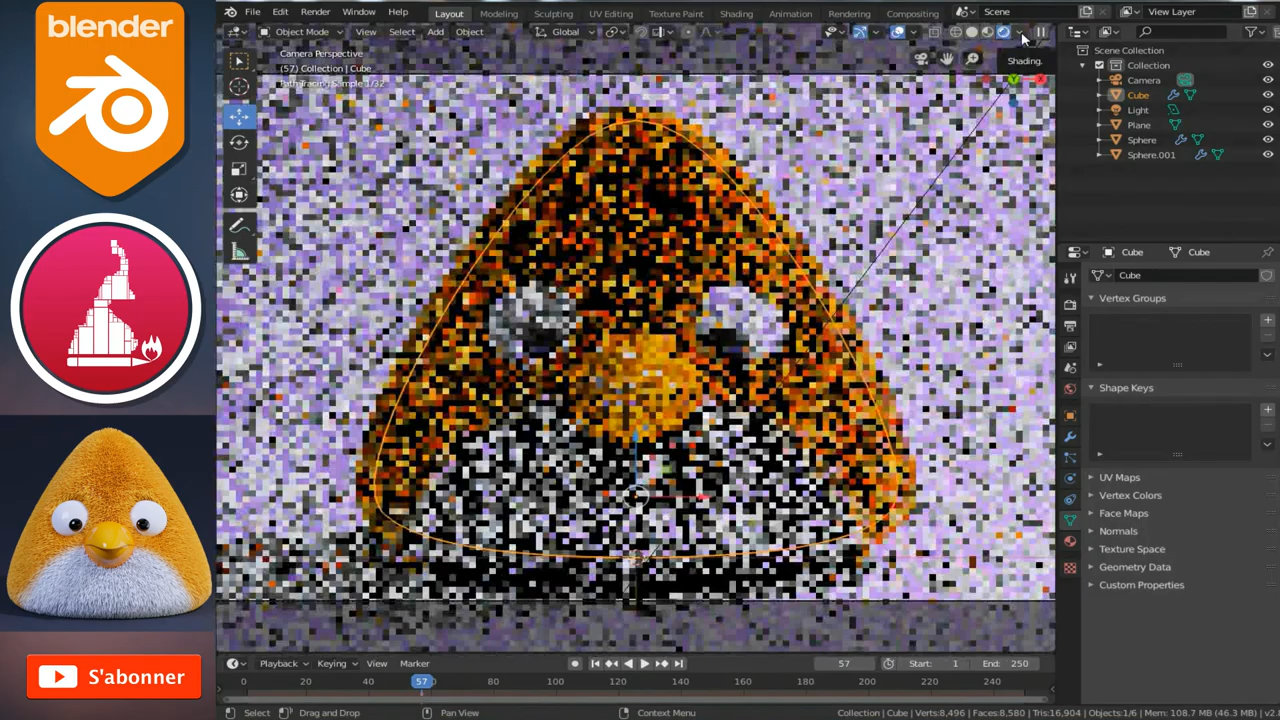 blender
S'abonner
File Edit Render Window Help
Layout Modeling Sculpting UV Editing Texture Paint Shading Animation Rendering Compositing
Scene
View Layer
Object Mode View Select Add Object
Global
Camera Perspective
(57) Collection | Cube
Path Tracing Sample 1/32
Shading.
Scene Collection
Collection
Camera
Cube
Light
Plane
Sphere
Sphere.001
Cube
Cube
Cube
Vertex Groups
Shape Keys
UV Maps
Vertex Colors
Face Maps
Normals
Texture Space
Geometry Data
Custom Properties
Playback Keying View Marker
57
Start: 1 End: 250
0 20 40 57 60 80 100 120 140 160 180 200 220 240
Select Drag and Drop Pan View Context Menu
Collection | Cube | Verts:8,496 | Faces:8,580 | Tris:16,904 | Objects:1/6 | Mem: 108.7 MB (46.3 MB) | v2.